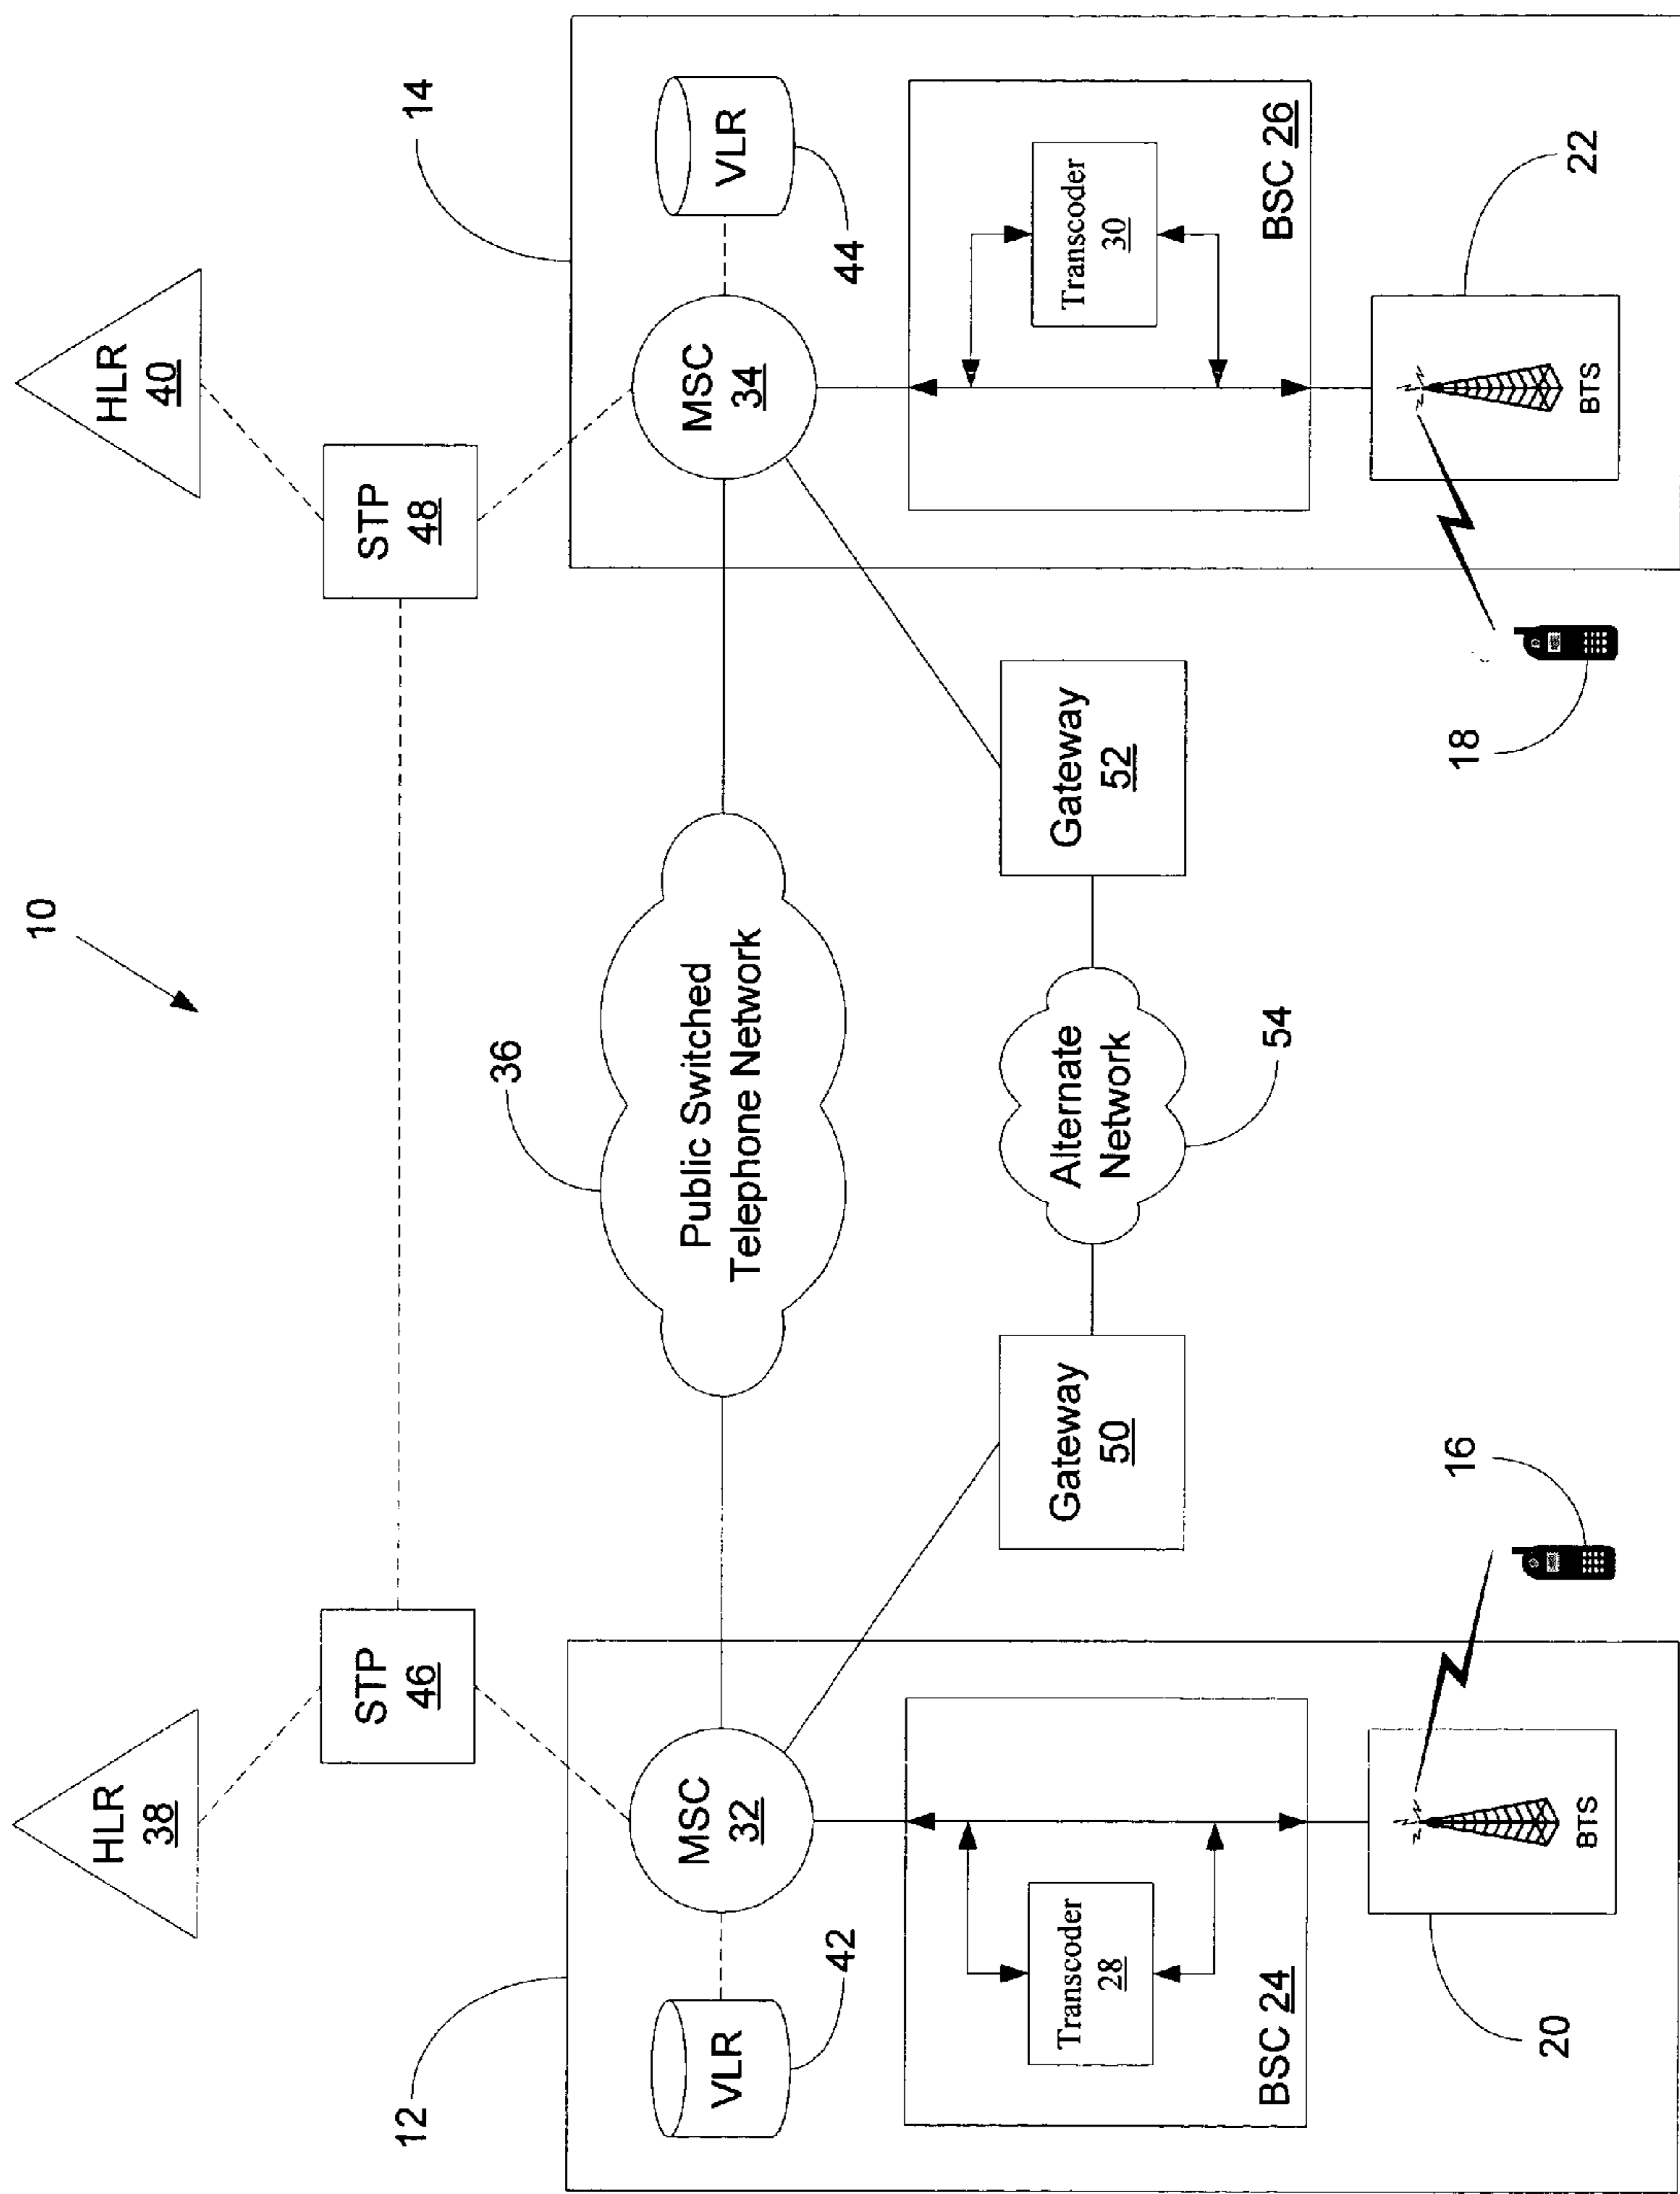 10
HLR
38
HLR
40
STP
46
STP
48
12
14
VLR
42
MSC
32
36
Public Switched
Telephone Network
MSC
34
VLR
44
Transcoder
28
BSC 24
Gateway
50
Alternate
Network
54
Gateway
52
Transcoder
30
BSC 26
BTS
20
16
18
BTS
22